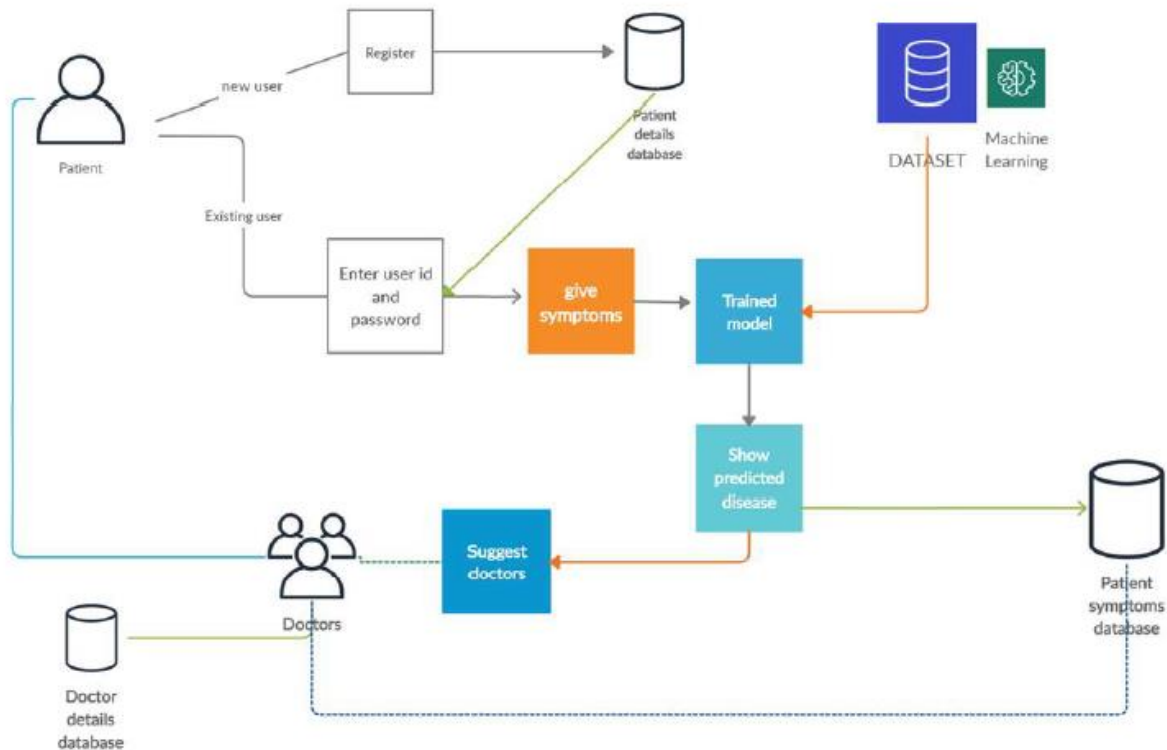 Register
new user
Patient
Patient
details
database
DATASET
Machine
Learning
Existing user
Enter user id
and
password
give
symptoms
Trained
model
Show
predicted
disease
Suggest
doctors
Doctors
Patient
symptoms
database
Doctor
details
database